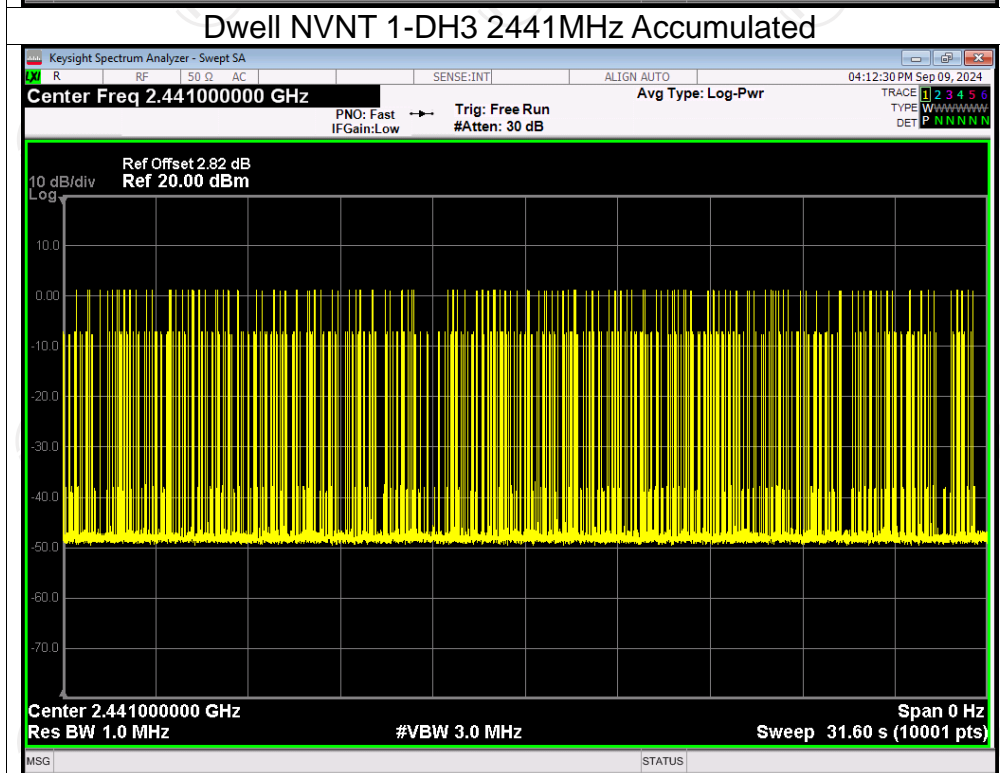 Dwell NVNT 1-DH3 2441MHz Accumulated
Keysight Spectrum Analyzer - Swept SA
LXI R RF 50 Ω AC SENSE:INT ALIGN AUTO 04:12:30 PM Sep 09, 2024
Center Freq 2.441000000 GHz Avg Type: Log-Pwr TRACE 1 2 3 4 5 6
PNO: Fast Trig: Free Run TYPE WWWWWW
IFGain:Low #Atten: 30 dB DET P N N N N N
Ref Offset 2.82 dB
10 dB/div Ref 20.00 dBm
Log
10.0
0.00
-10.0
-20.0
-30.0
-40.0
-50.0
-60.0
-70.0
Center 2.441000000 GHz Span 0 Hz
Res BW 1.0 MHz #VBW 3.0 MHz Sweep 31.60 s (10001 pts)
MSG STATUS